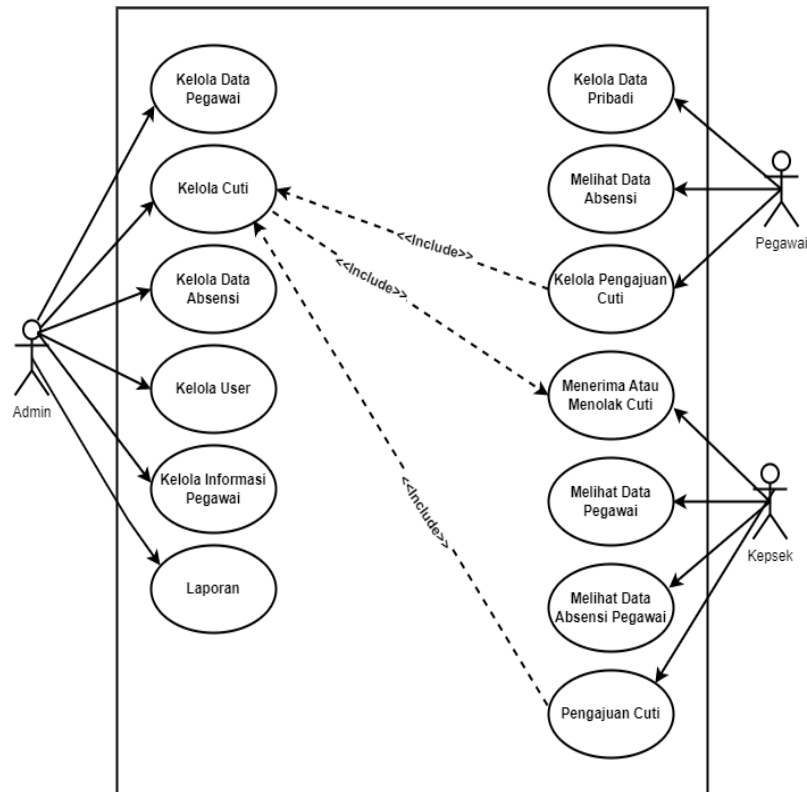 Kelola Data
Pegawai
Kelola Cuti
Kelola Data
Absensi
Kelola User
Kelola Informasi
Pegawai
Laporan
Admin
<<Include>>
<<Include>>
<<Include>>
Kelola Data
Pribadi
Melihat Data
Absensi
Kelola Pengajuan
Cuti
Menerima Atau
Menolak Cuti
Melihat Data
Pegawai
Melihat Data
Absensi Pegawai
Pengajuan Cuti
Pegawai
Kepsek